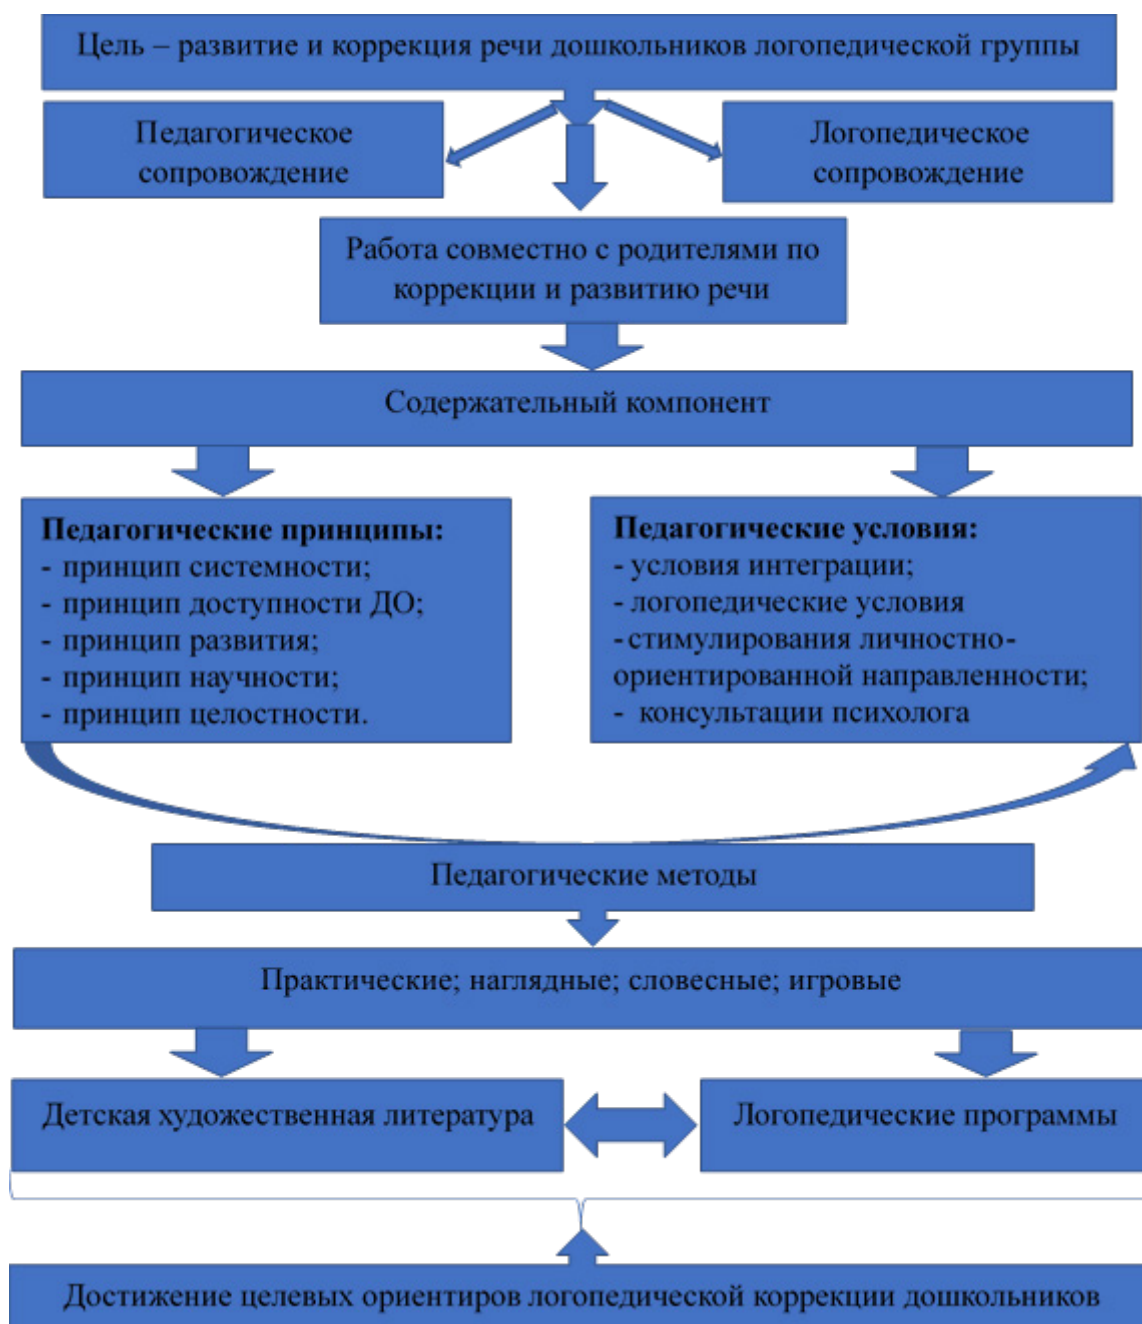 Цель – развитие и коррекция речи дошкольников логопедической группы
Педагогическое
сопровождение
Логопедическое
сопровождение
Работа совместно с родителями по
коррекции и развитию речи
Содержательный компонент
Педагогические принципы:
- принцип системности;
- принцип доступности ДО;
- принцип развития;
- принцип научности;
- принцип целостности.
Педагогические условия:
- условия интеграции;
- логопедические условия
- стимулирования личностно-
ориентированной направленности;
- консультации психолога
Педагогические методы
Практические; наглядные; словесные; игровые
Детская художественная литература
Логопедические программы
Достижение целевых ориентиров логопедической коррекции дошкольников